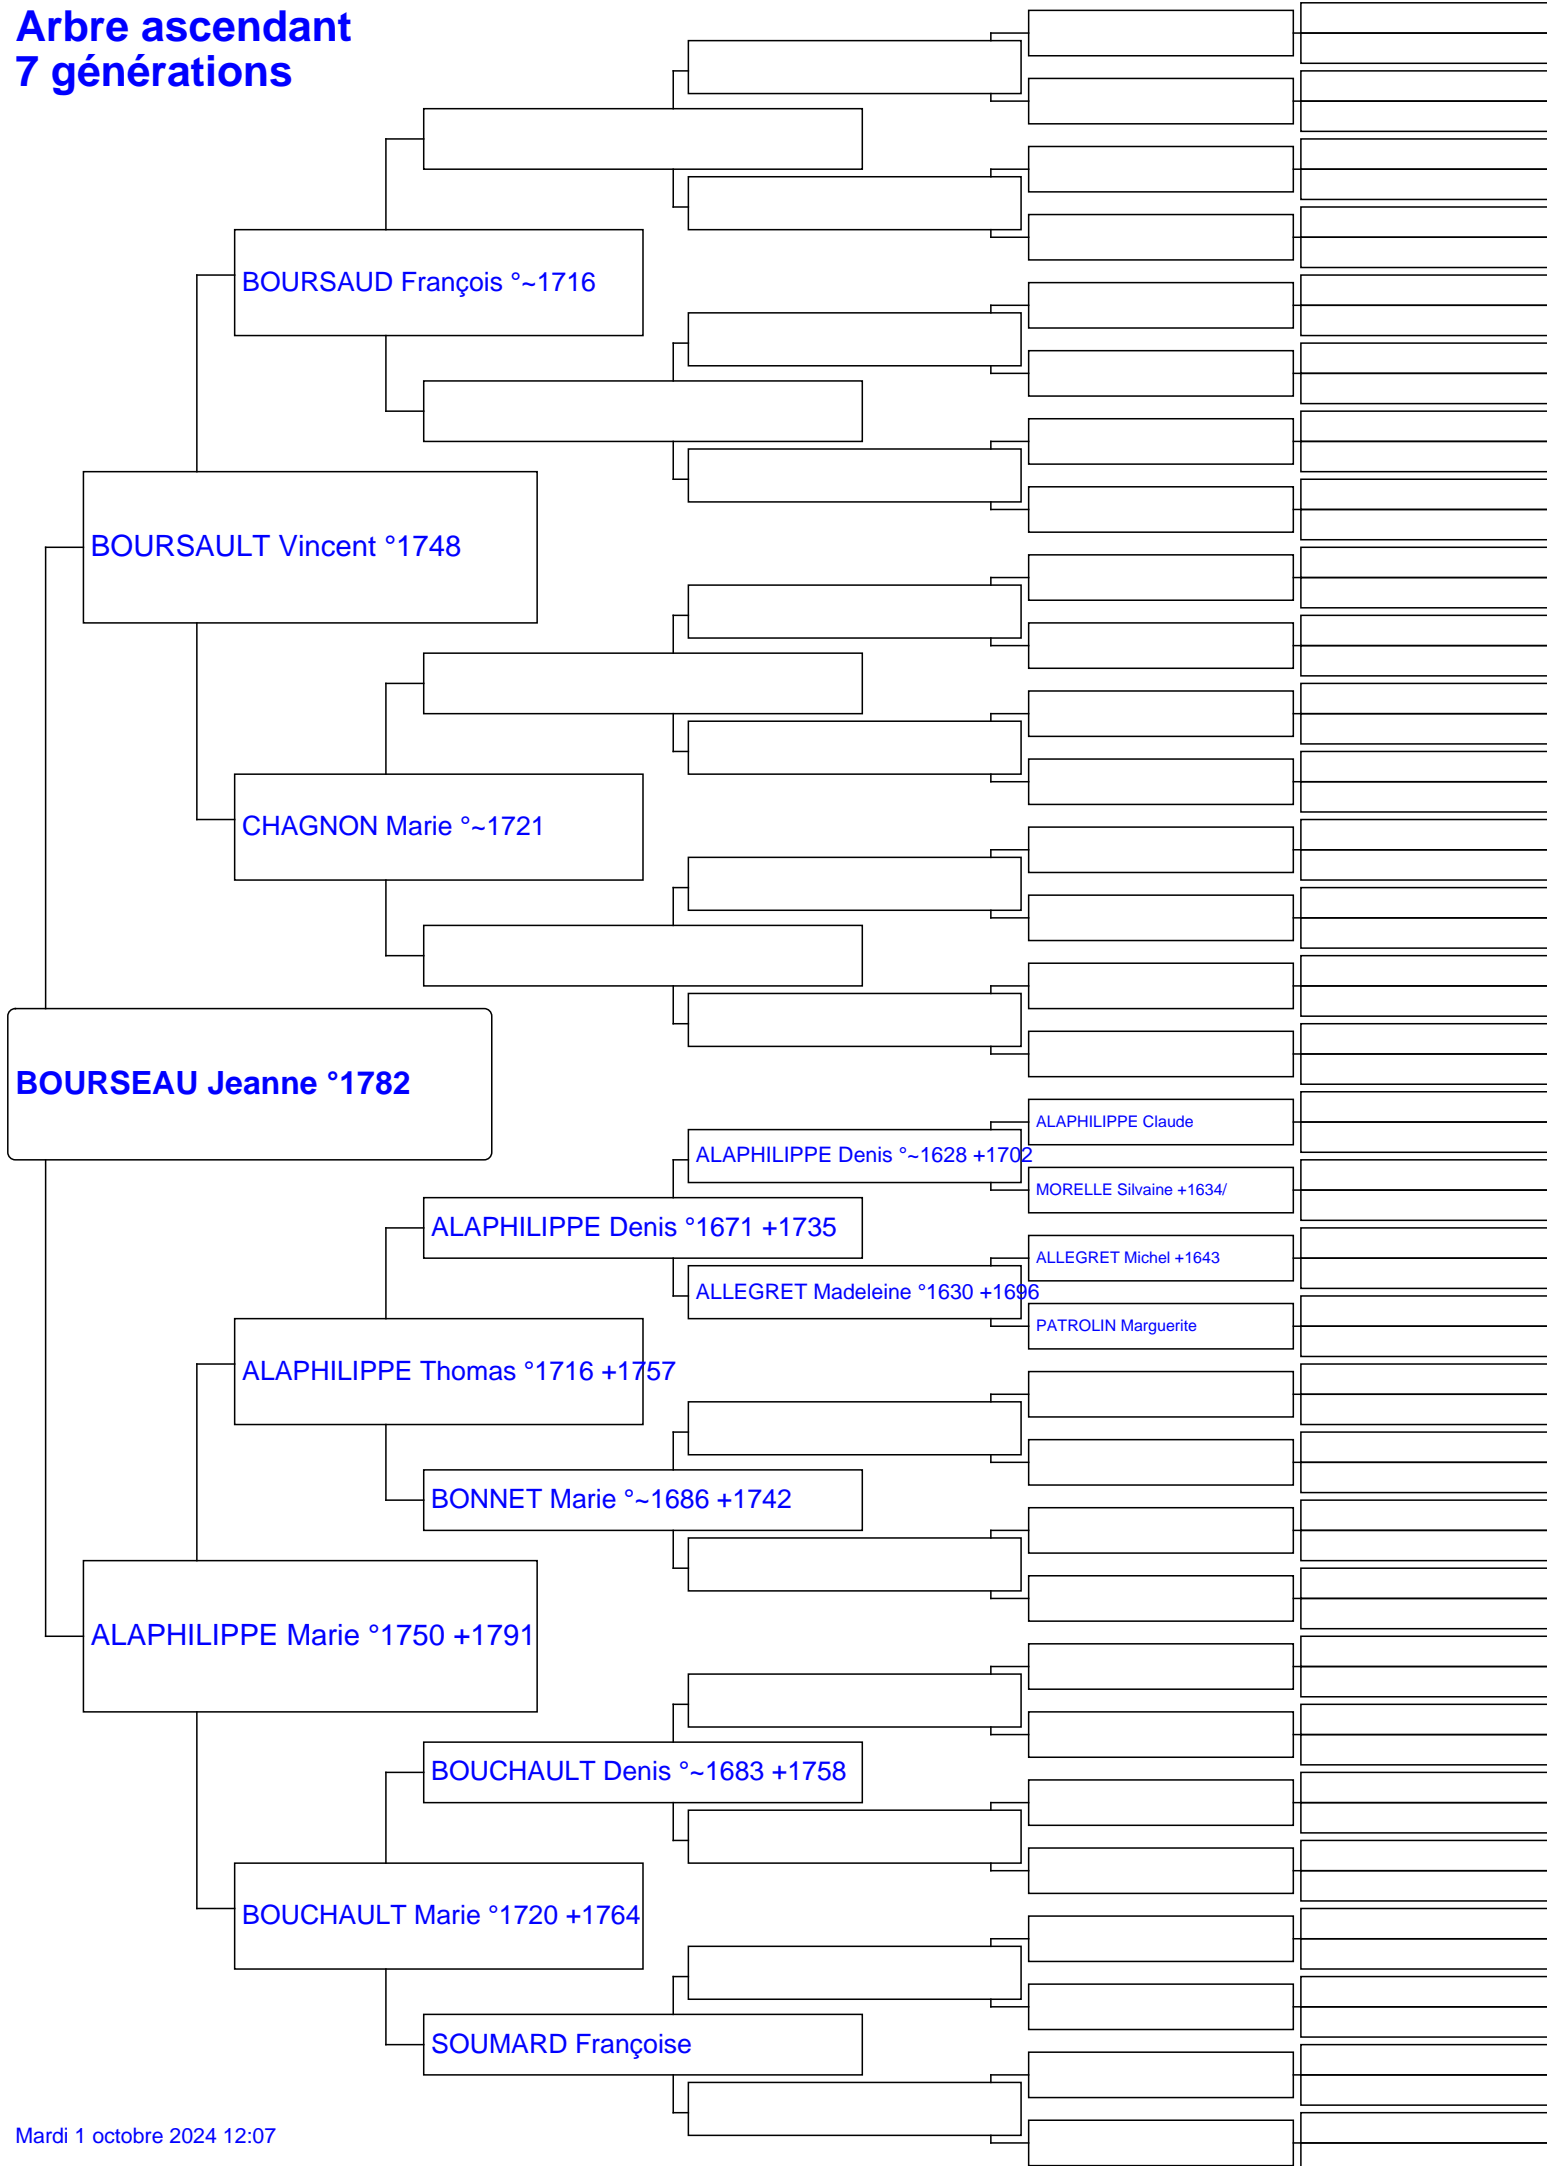 Arbre ascendant
7 générations
BOURSAUD François °~1716
BOURSAULT Vincent °1748
CHAGNON Marie °~1721
BOURSEAU Jeanne °1782
ALAPHILIPPE Claude
ALAPHILIPPE Denis °~1628 +1702
MORELLE Silvaine +1634/
ALAPHILIPPE Denis °1671 +1735
ALLEGRET Michel +1643
ALLEGRET Madeleine °1630 +1696
PATROLIN Marguerite
ALAPHILIPPE Thomas °1716 +1757
BONNET Marie °~1686 +1742
ALAPHILIPPE Marie °1750 +1791
BOUCHAULT Denis °~1683 +1758
BOUCHAULT Marie °1720 +1764
SOUMARD Françoise
Mardi 1 octobre 2024 12:07